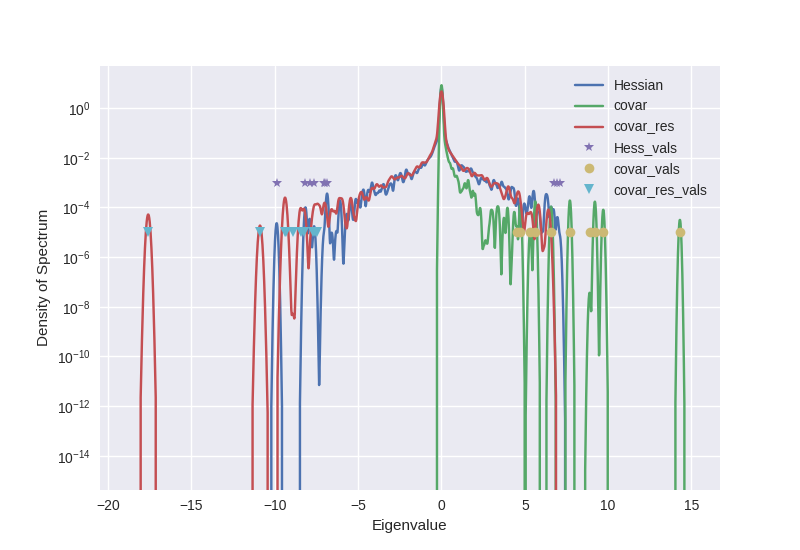 Hessian
covar
covar_res
Hess_vals
covar_vals
covar_res_vals
10^0
10^−2
10^−4
10^−6
10^−8
10^−10
10^−12
10^−14
Density of Spectrum
−20 −15 −10 −5 0 5 10 15
Eigenvalue